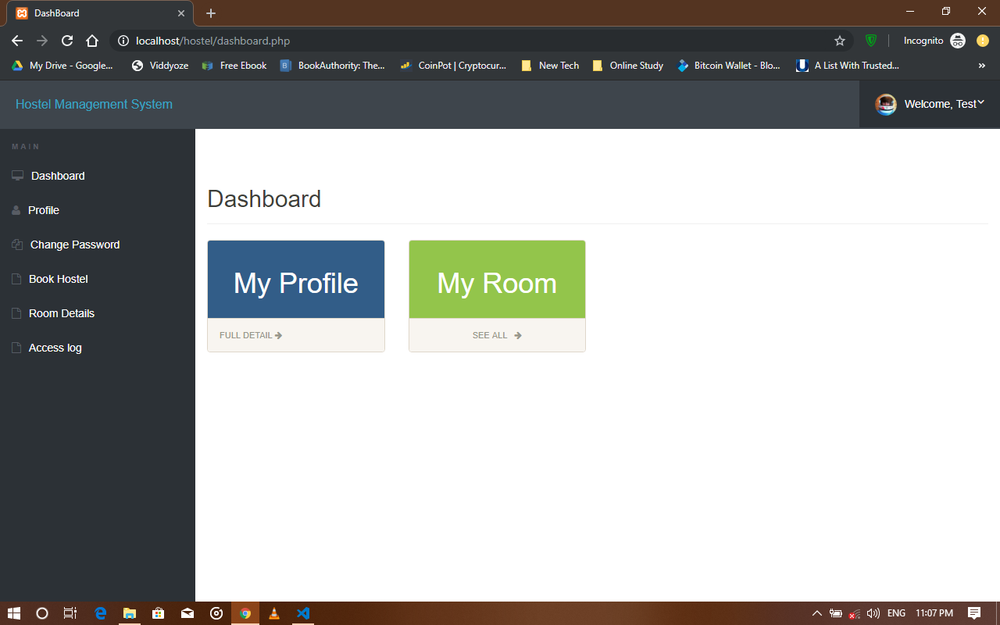 DashBoard
localhost/hostel/dashboard.php
Incognito
My Drive - Google... Viddyoze Free Ebook BookAuthority: The... CoinPot | Cryptocur... New Tech Online Study Bitcoin Wallet - Blo... A List With Trusted... »
Hostel Management System
Welcome, Test
MAIN
Dashboard
Profile
Change Password
Book Hostel
Room Details
Access log
Dashboard
My Profile
FULL DETAIL
My Room
SEE ALL
ENG 11:07 PM